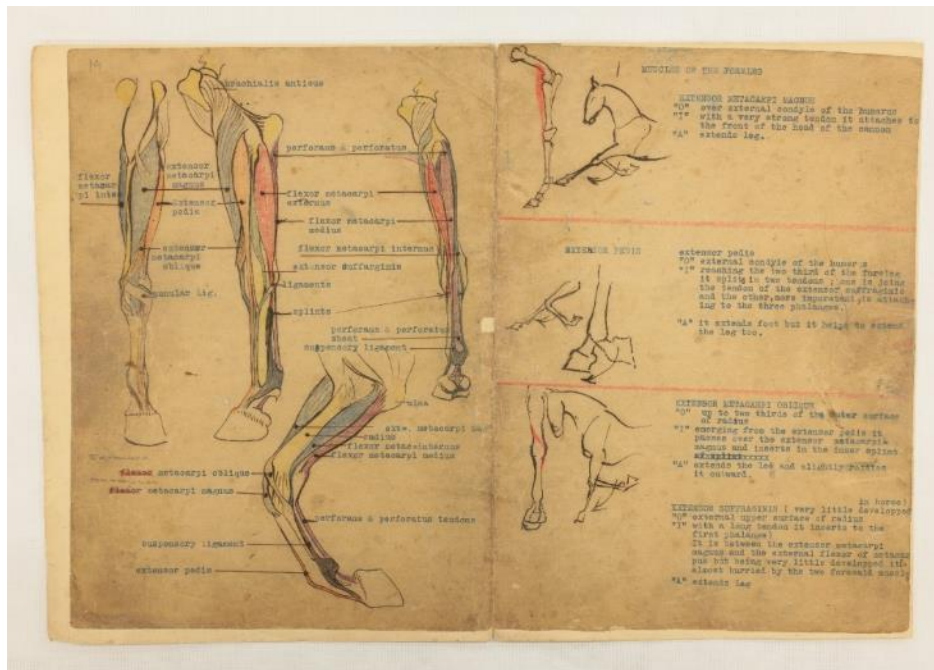 brachialis anticus
perforans & perforatus
extensor
metacarpi
magnus
flexor
metacar
pi inte
extensor
pedis
flexor metacarpi
externus
flexor metacarpi
medius
extensor
metacarpi
oblique
flexor metacarpi internus
extensor suffraginis
ligaments
annular lig.
splints
perforans & perforatus
sheat
suspensory ligament
ulna
exte. metacarpi
radius
flexor metac. internus
flexor metacarpi medius
metacarpi oblique
metacarpi magnus
perforans & perforatus tendons
suspensory ligament
extensor pedis
MUSCLES OF THE FORELEG
EXTENSOR METACARPI MAGNUS
"O" over external condyle of the humerus
"I" with a very strong tendon it attaches to
the front of the head of the cannon
"A" extends leg.
EXTENSOR PEDIS
extensor pedis
"O" external condyle of the humerus
"I" reaching the two third of the foreleg
it splits in two tendons ; one is joins
the tendon of the extensor suffraginis
and the other, more important, is attach
ing to the three phalanges.
"A" it extends foot but it helps to extend
the leg too.
EXTENSOR METACARPI OBLIQUE
"O" up to two thirds of the outer surface
of radius
"I" emerging from the extensor pedis it
passes over the extensor metacarpi
magnus and inserts in the inner splint
"A" extends the leg and slightly rotates
it outward.
in horse)
EXTENSOR SUFFRAGINIS ( very little developped
"O" external upper surface of radius
"I" with a long tendon it inserts to the
first phalange)
It is between the extensor metacarpi
magnus and the external flexor of metacar
pus but being very little developped it is
almost burried by the two foresaid muscles
"A" extends leg